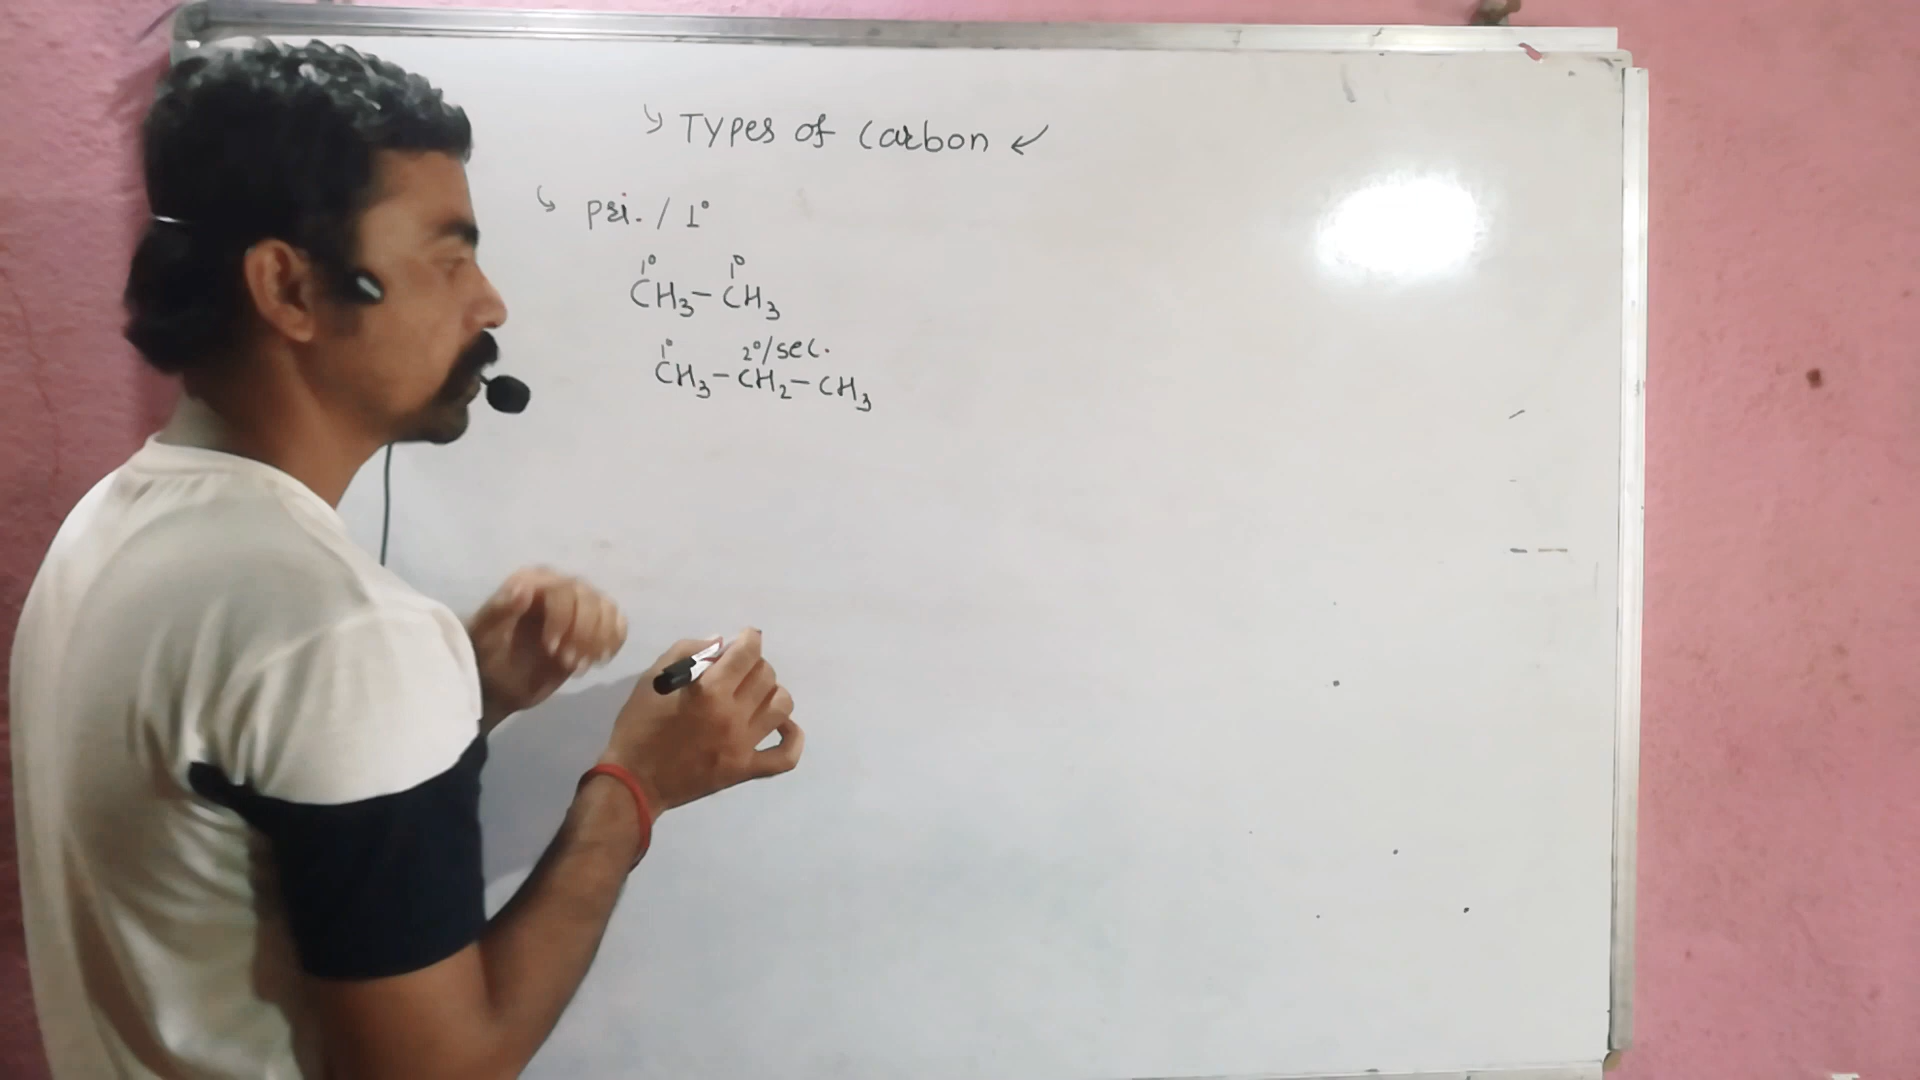 Types of Carbon
pri. / 1°
1° 1°
CH3-CH3
1° 2°/sec.
CH3-CH2-CH3